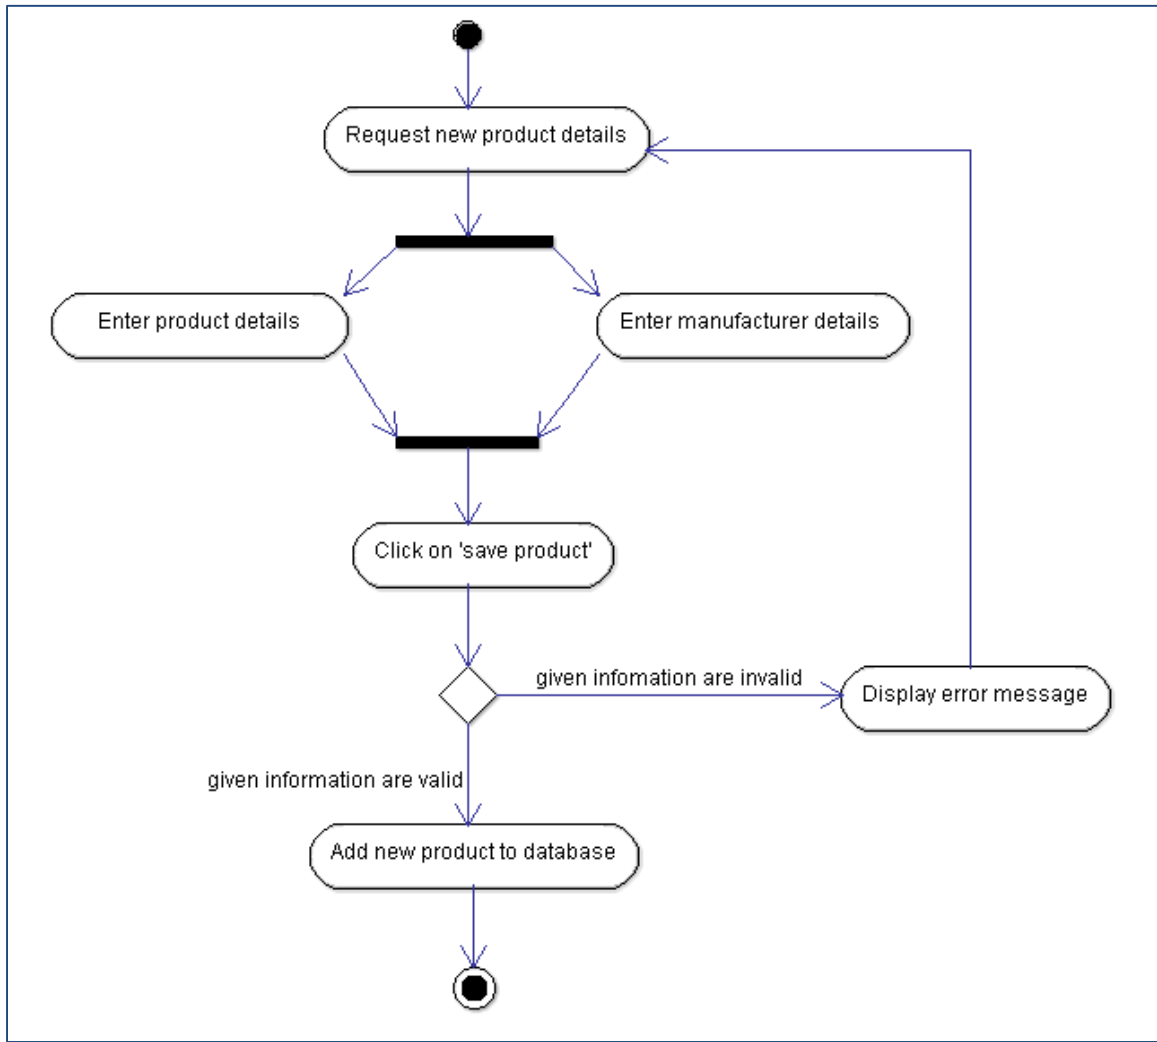 Request new product details
Enter product details
Enter manufacturer details
Click on 'save product'
given infomation are invalid
Display error message
given information are valid
Add new product to database